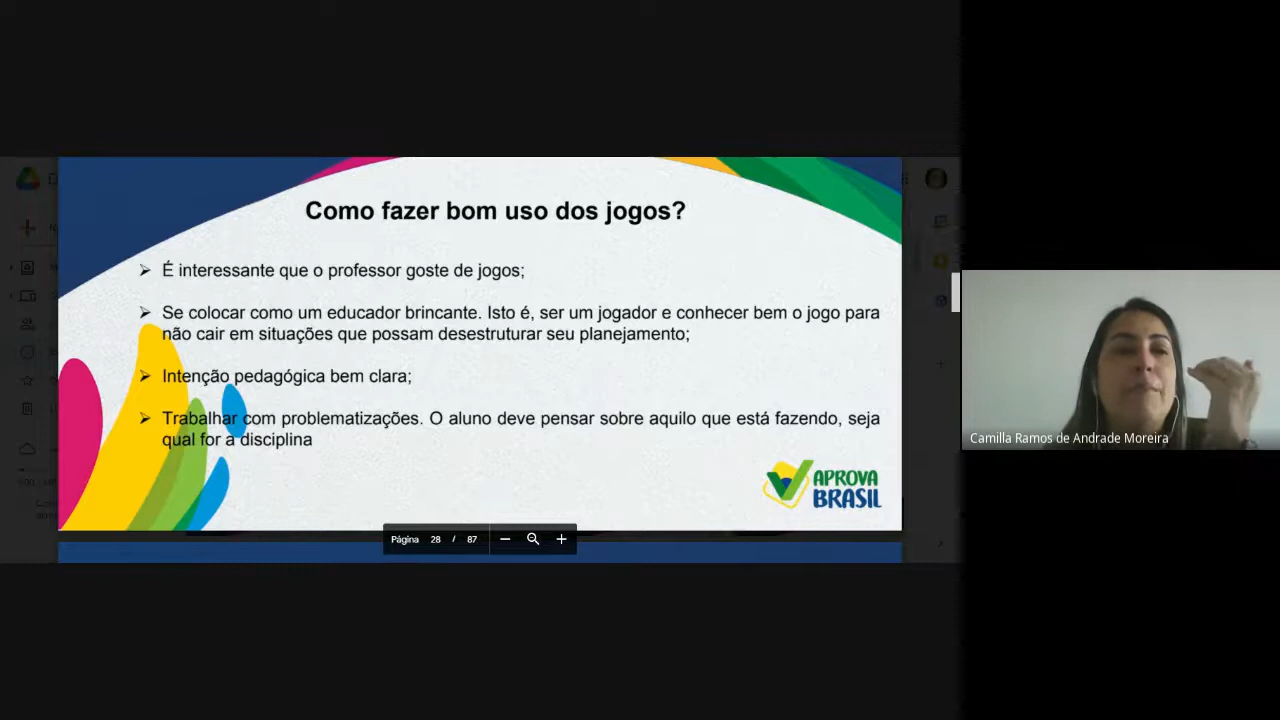 Como fazer bom uso dos jogos?
➢ É interessante que o professor goste de jogos;
➢ Se colocar como um educador brincante. Isto é, ser um jogador e conhecer bem o jogo para
não cair em situações que possam desestruturar seu planejamento;
➢ Intenção pedagógica bem clara;
➢ Trabalhar com problematizações. O aluno deve pensar sobre aquilo que está fazendo, seja
qual for a disciplina
APROVA
BRASIL
Página 28 / 87
Camilla Ramos de Andrade Moreira